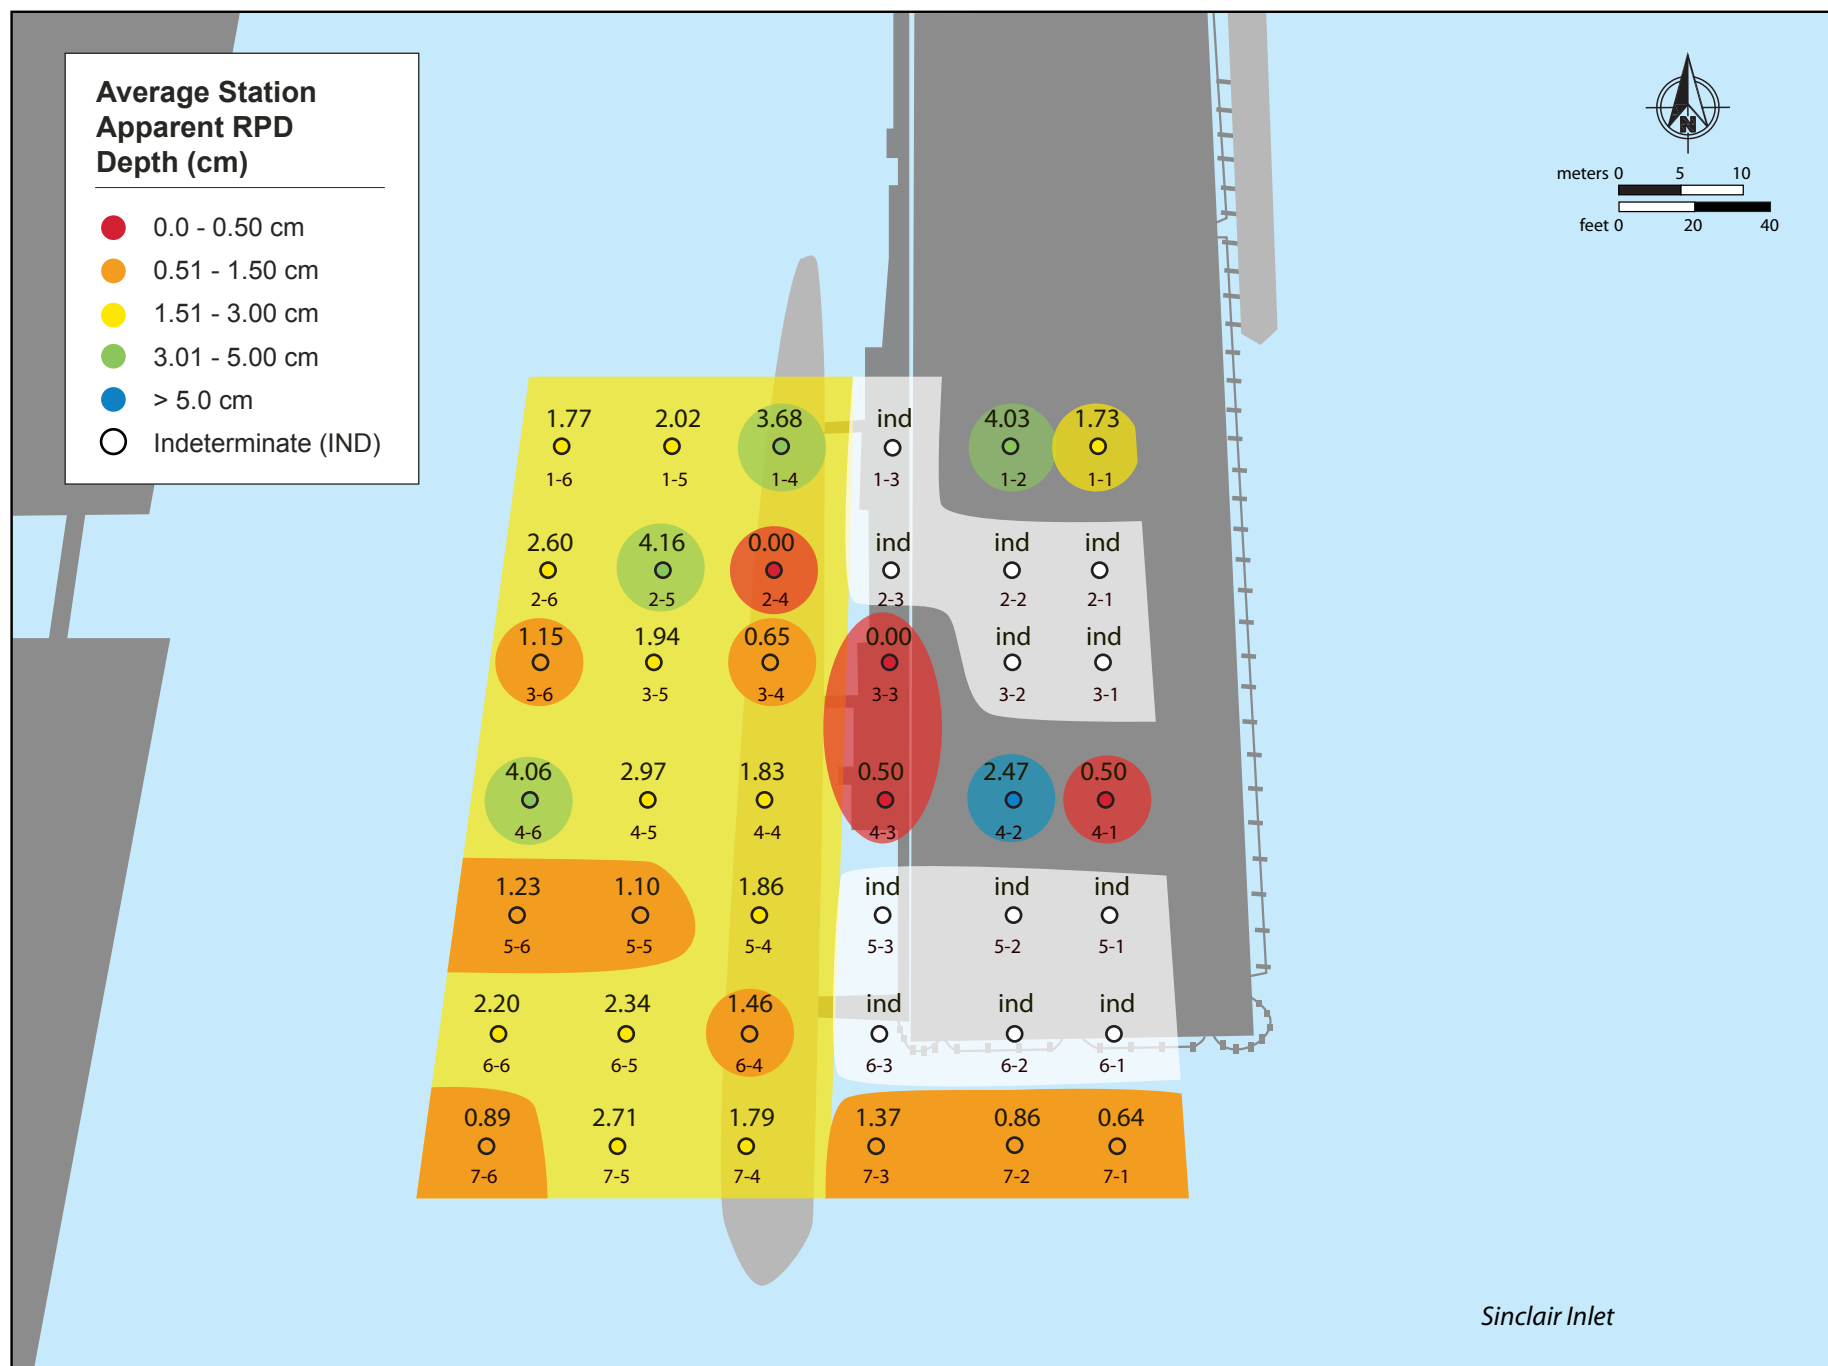 Average Station
Apparent RPD
Depth (cm)
0.0 - 0.50 cm
0.51 - 1.50 cm
1.51 - 3.00 cm
3.01 - 5.00 cm
> 5.0 cm
Indeterminate (IND)
N
meters 0 5 10
feet 0 20 40
1.77 2.02 3.68 ind 4.03 1.73
1-6 1-5 1-4 1-3 1-2 1-1
2.60 4.16 0.00 ind ind ind
2-6 2-5 2-4 2-3 2-2 2-1
1.15 1.94 0.65 0.00 ind ind
3-6 3-5 3-4 3-3 3-2 3-1
4.06 2.97 1.83 0.50 2.47 0.50
4-6 4-5 4-4 4-3 4-2 4-1
1.23 1.10 1.86 ind ind ind
5-6 5-5 5-4 5-3 5-2 5-1
2.20 2.34 1.46 ind ind ind
6-6 6-5 6-4 6-3 6-2 6-1
0.89 2.71 1.79 1.37 0.86 0.64
7-6 7-5 7-4 7-3 7-2 7-1
Sinclair Inlet